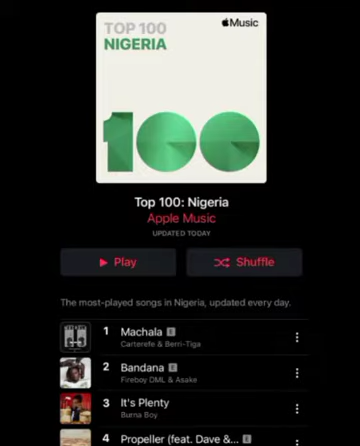 TOP 100
NIGERIA
Music
Top 100: Nigeria
Apple Music
UPDATED TODAY
Play
Shuffle
The most-played songs in Nigeria, updated every day.
1 Machala E
Carterefe & Berri-Tiga
2 Bandana E
Fireboy DML & Asake
3 It's Plenty
Burna Boy
4 Propeller (feat. Dave &... E